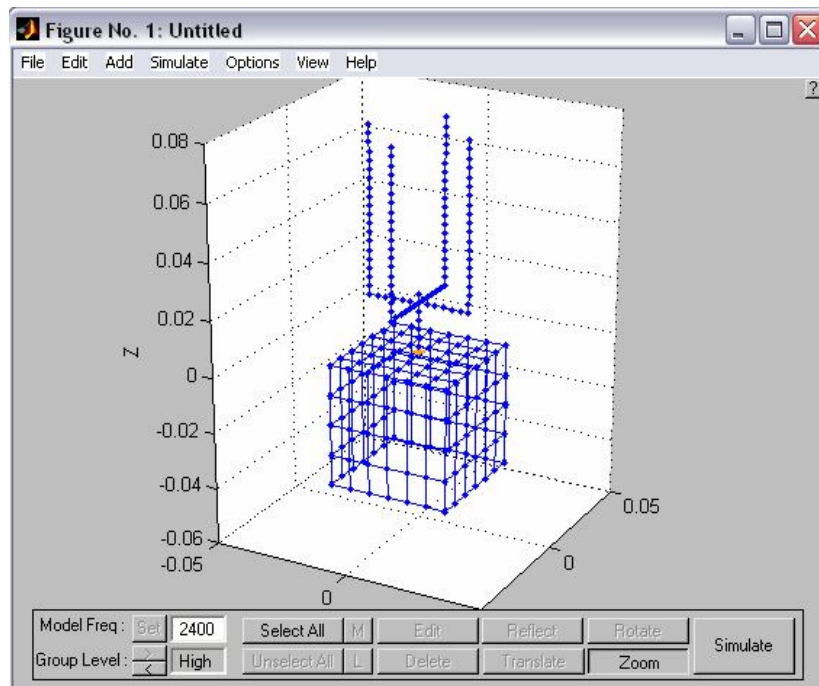 Figure No. 1: Untitled
File Edit Add Simulate Options View Help
?
0.08
0.06
0.04
0.02
0
-0.02
-0.04
-0.06
Z
-0.05
0
0
0.05
Model Freq : Set 2400 Select All M Edit Reflect Rotate Simulate
Group Level : > < High Unselect All L Delete Translate Zoom